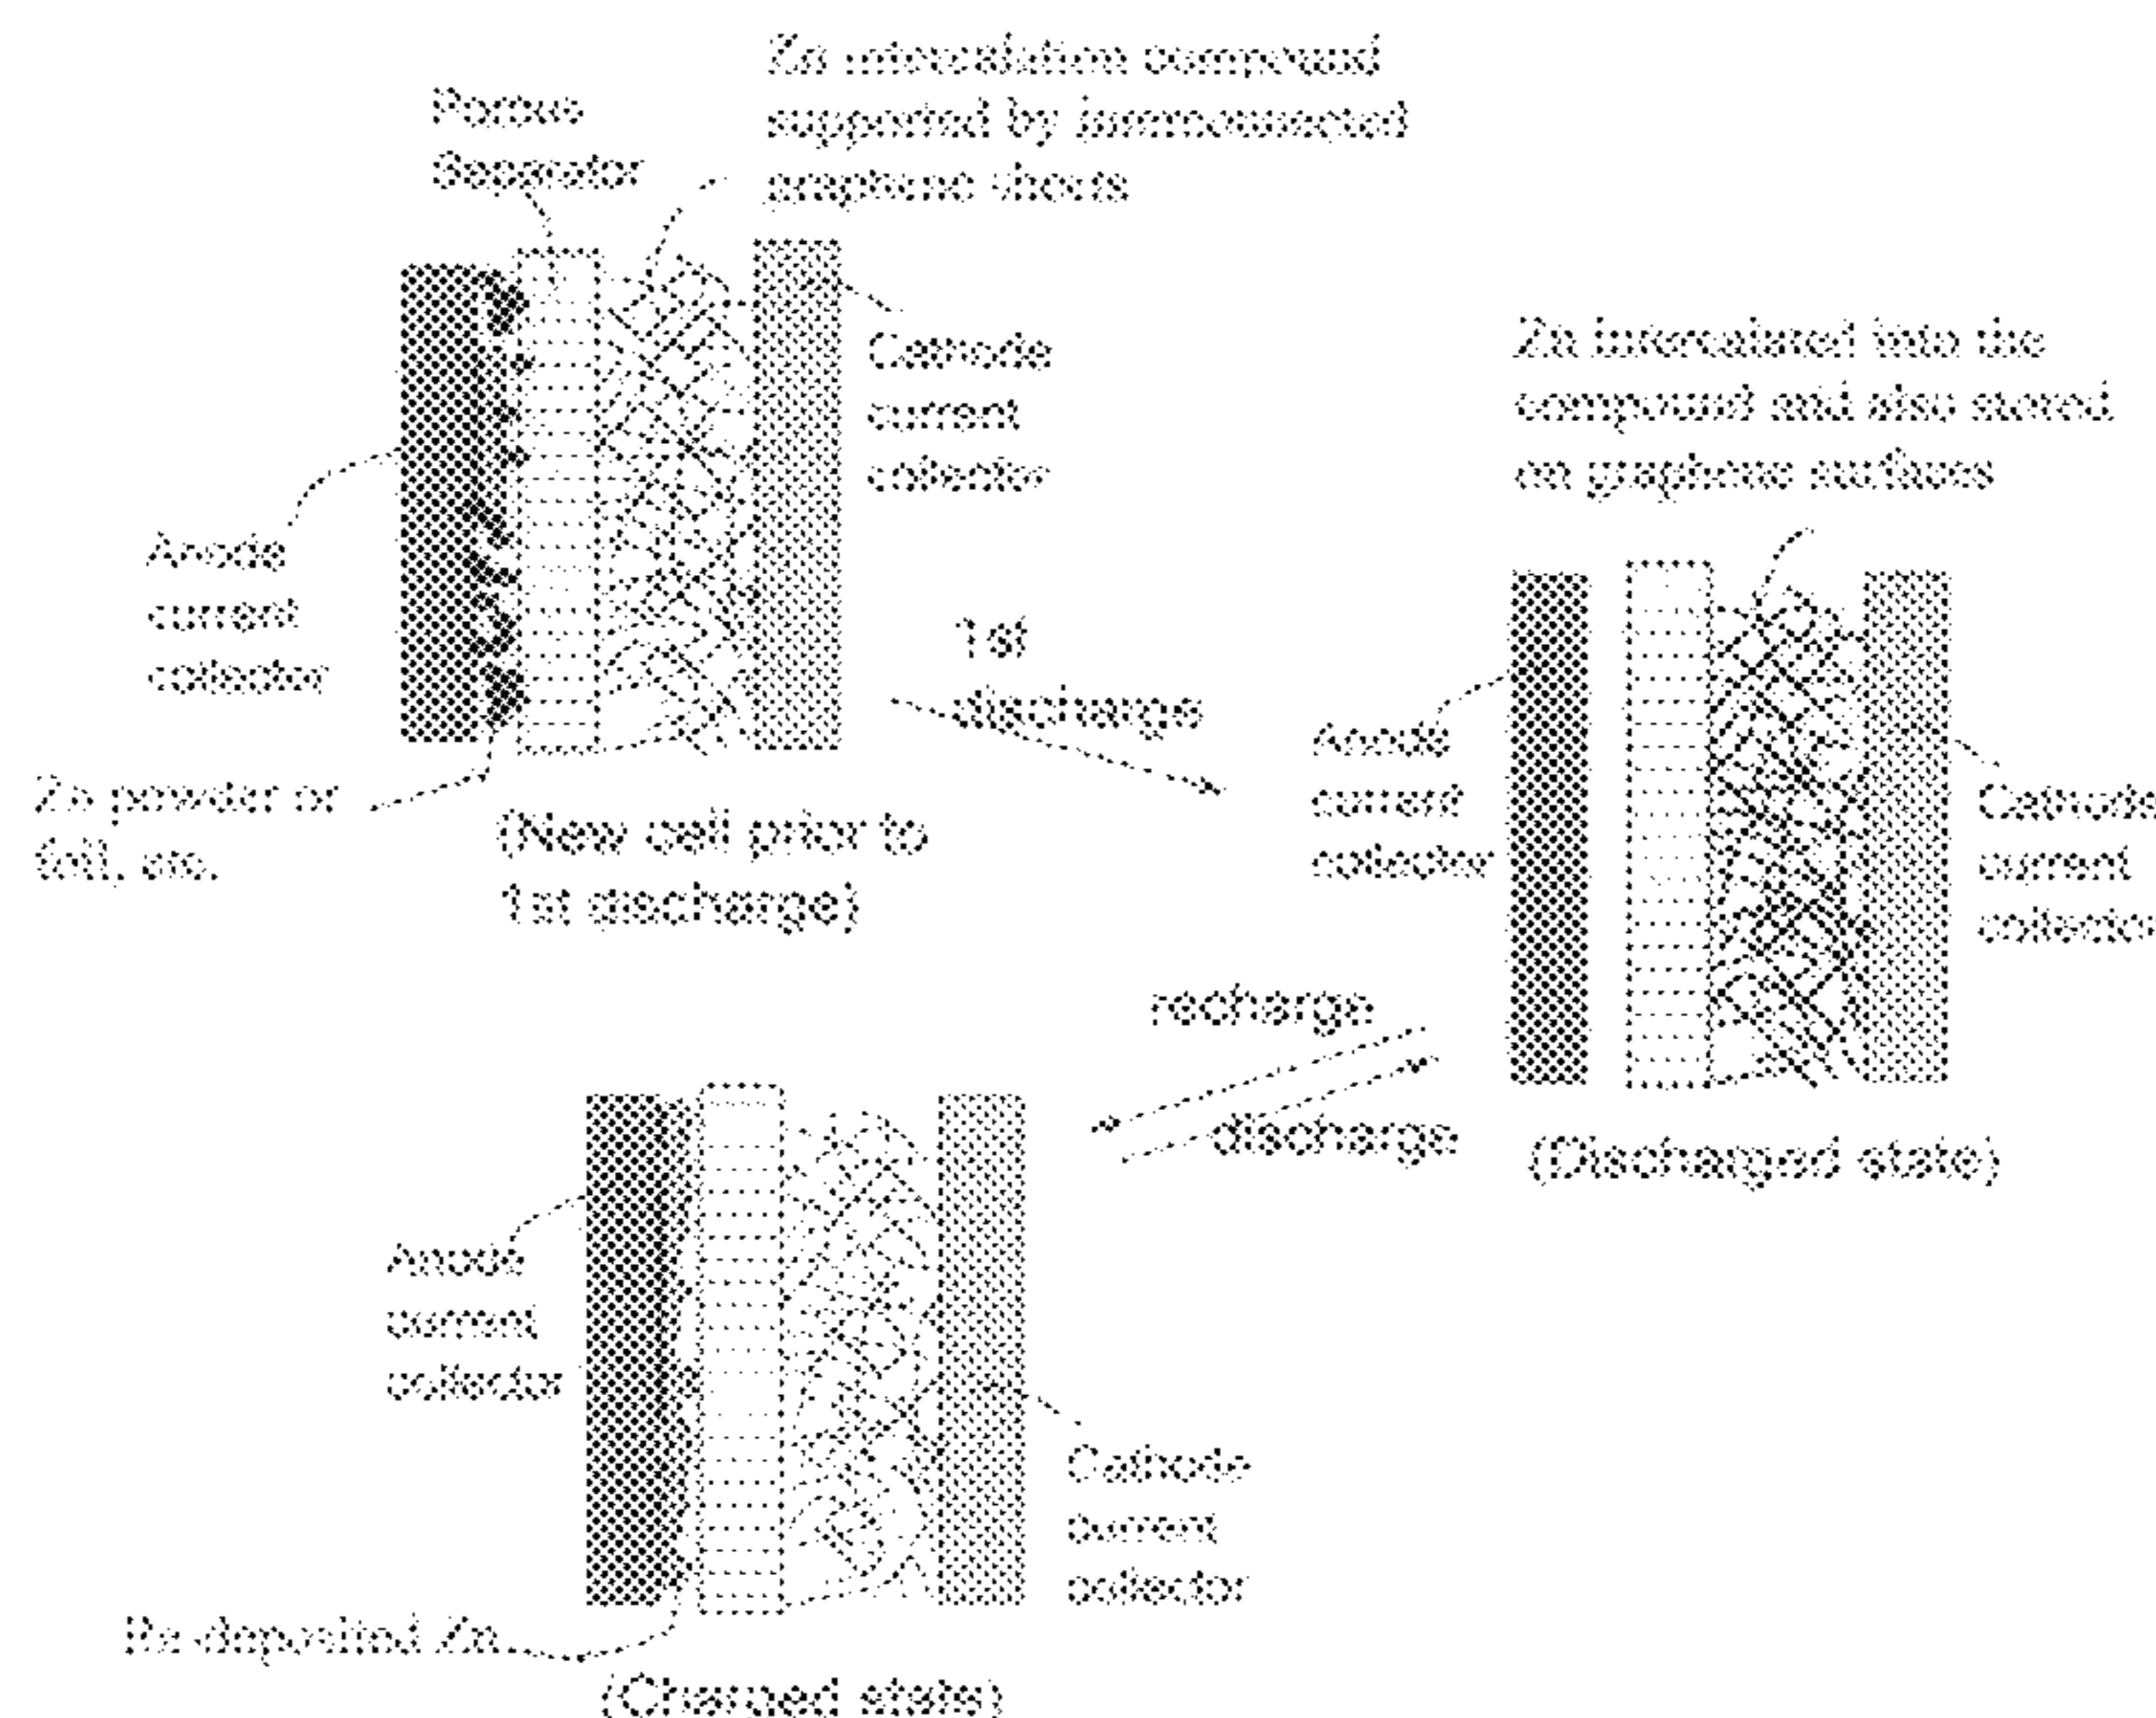 Zn intercalation compound
supported by interconnected
graphene sheets
Porous
Separator
Cathode
current
collector
Anode
current
collector
Zn powder or
foil, etc.
(New cell prior to
1st discharge)
1st
discharge
Zn intercalated into the
compound and also stored
on graphene surfaces
Anode
current
collector
Cathode
current
collector
(Discharged state)
recharge
discharge
Anode
current
collector
Cathode
current
collector
Re-deposited Zn
(Charged state)